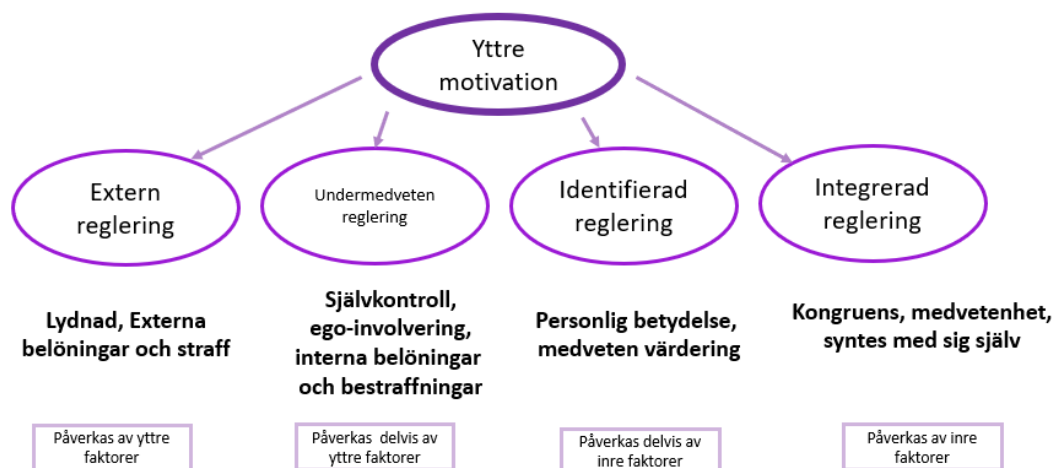 Yttre
motivation
Extern
reglering
Undermedveten
reglering
Identifierad
reglering
Integrerad
reglering
Lydnad, Externa
belöningar och straff
Självkontroll,
ego-involvering,
interna belöningar
och bestraffningar
Personlig betydelse,
medveten värdering
Kongruens, medvetenhet,
syntes med sig själv
Påverkas av yttre
faktorer
Påverkas delvis av
yttre faktorer
Påverkas delvis av
inre faktorer
Påverkas av inre
faktorer